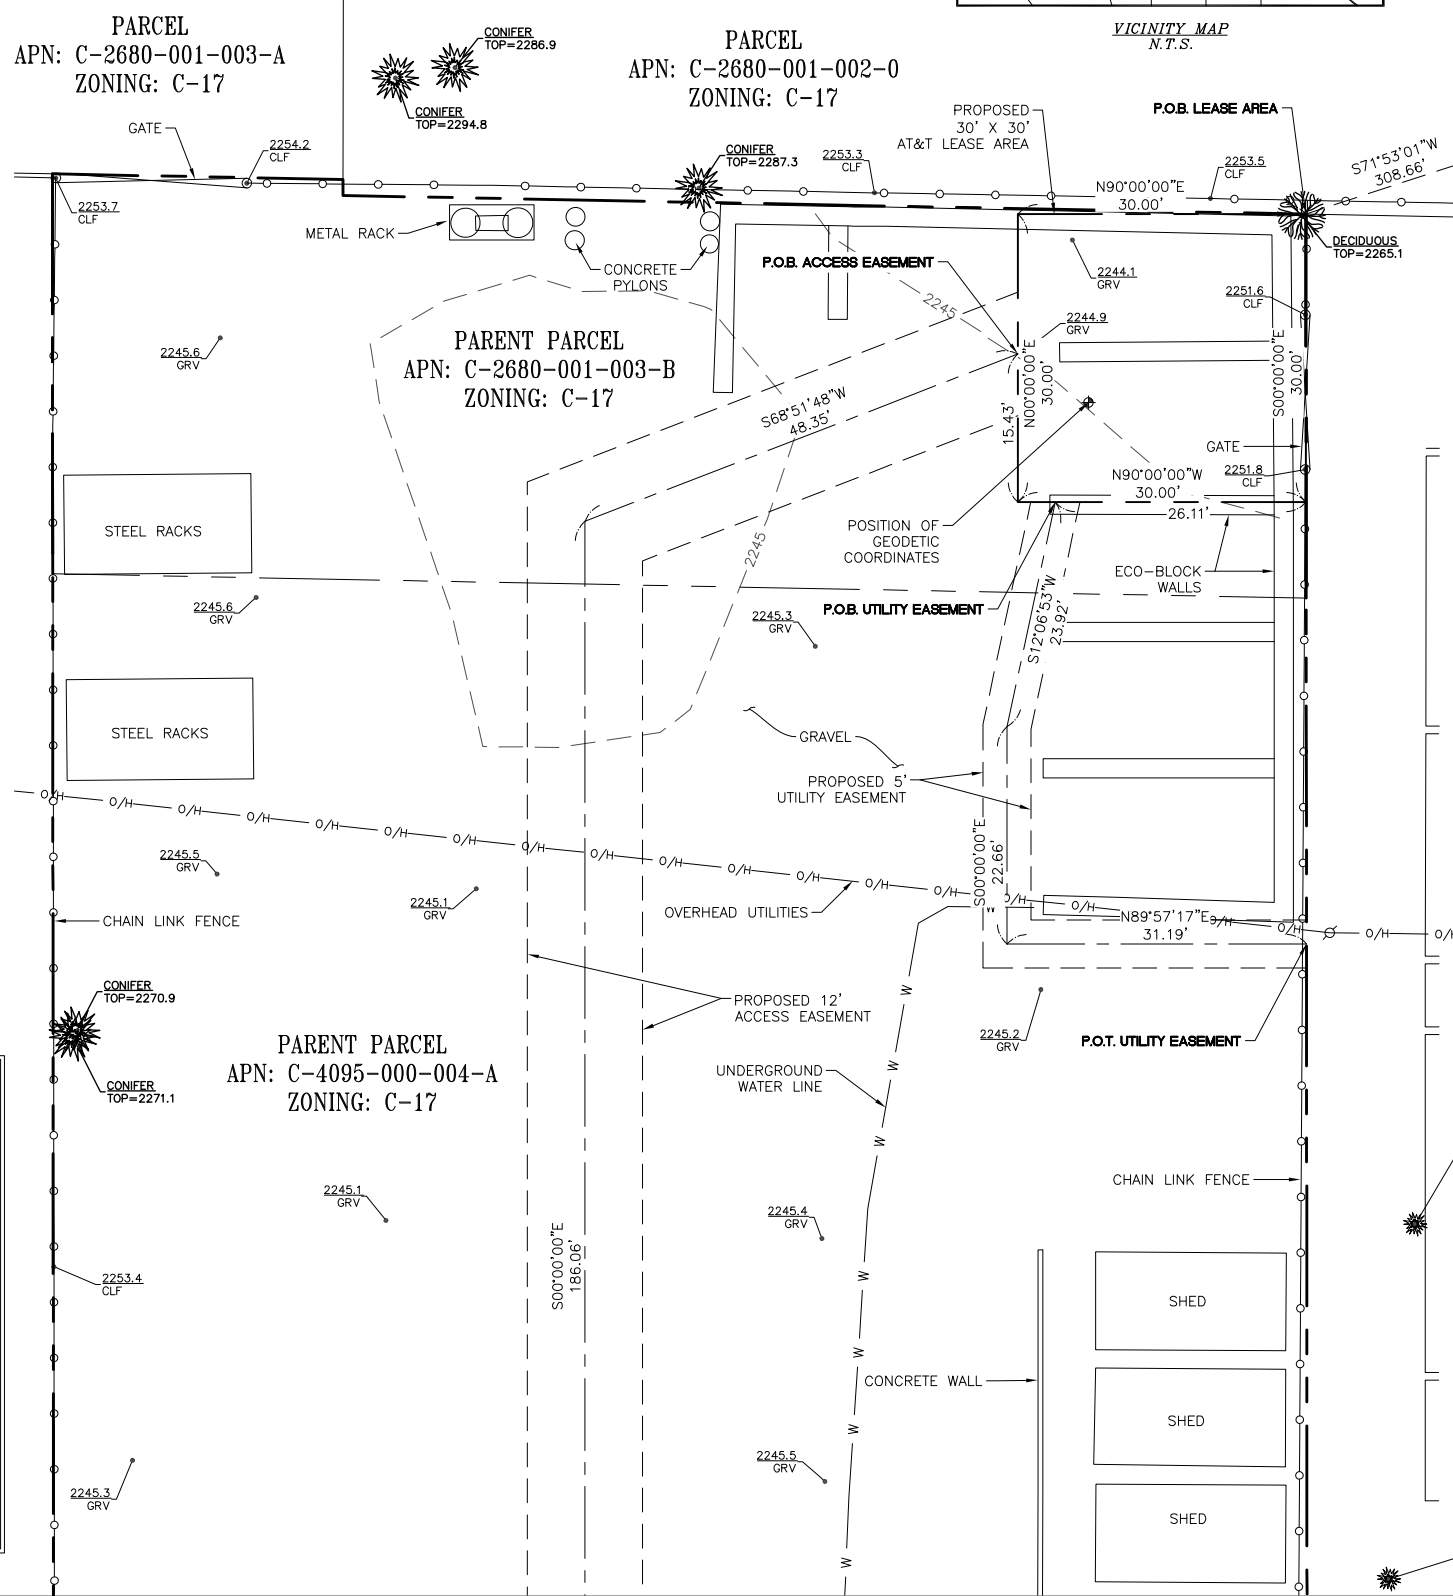 VICINITY MAP
N.T.S.
PARCEL
APN: C-2680-001-003-A
ZONING: C-17
CONIFER
TOP=2286.9
CONIFER
TOP=2294.8
PARCEL
APN: C-2680-001-002-0
ZONING: C-17
PROPOSED
30' X 30'
AT&T LEASE AREA
P.O.B. LEASE AREA
S71°53'01"W
308.66'
GATE
2254.2
CLF
CONIFER
TOP=2287.3
2253.3
CLF
2253.5
CLF
N90°00'00"E
30.00'
2253.7
CLF
METAL RACK
CONCRETE
PYLONS
P.O.B. ACCESS EASEMENT
DECIDUOUS
TOP=2265.1
2244.1
GRV
2251.6
CLF
2245
2244.9
GRV
2245.6
GRV
PARENT PARCEL
APN: C-2680-001-003-B
ZONING: C-17
S68°51'48"W
48.35'
15.43'
N00°00'00"E
30.00'
S00°00'00"E
30.00'
GATE
2251.8
CLF
N90°00'00"W
30.00'
26.11'
STEEL RACKS
2245
POSITION OF
GEODETIC
COORDINATES
ECO-BLOCK
WALLS
2245.6
GRV
2245.3
GRV
P.O.B. UTILITY EASEMENT
S12°06'53"W
23.92'
STEEL RACKS
GRAVEL
PROPOSED 5'
UTILITY EASEMENT
O/H O/H O/H O/H O/H O/H O/H O/H O/H O/H O/H O/H O/H O/H O/H O/H O/H O/H O/H O/H O/H
2245.5
GRV
2245.1
GRV
S00°00'00"E
22.66'
OVERHEAD UTILITIES
CHAIN LINK FENCE
N89°57'17"E
31.19'
W
W
W
W
W
W
W
W
CONIFER
TOP=2270.9
PROPOSED 12'
ACCESS EASEMENT
2245.2
GRV
P.O.T. UTILITY EASEMENT
PARENT PARCEL
APN: C-4095-000-004-A
ZONING: C-17
CONIFER
TOP=2271.1
UNDERGROUND
WATER LINE
CHAIN LINK FENCE
2245.1
GRV
2245.4
GRV
S00°00'00"E
186.06'
2253.4
CLF
SHED
CONCRETE WALL
SHED
2245.3
GRV
2245.5
GRV
SHED